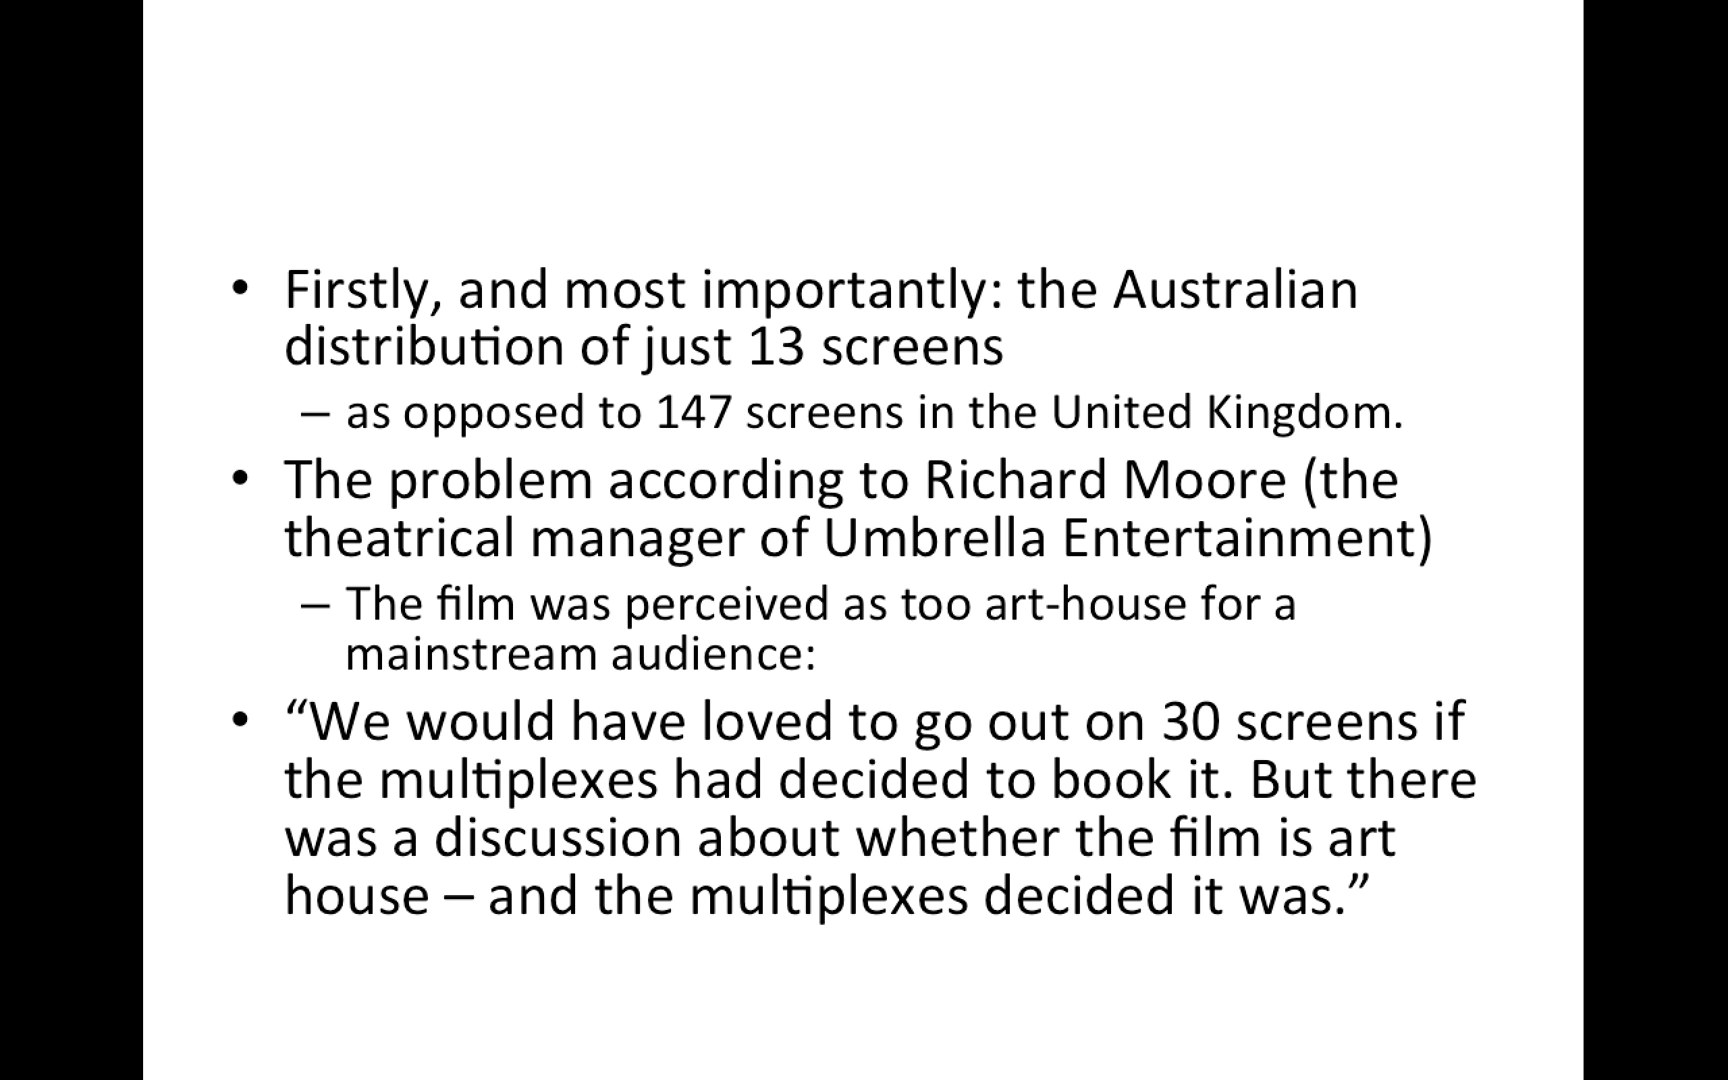 • Firstly, and most importantly: the Australian
distribution of just 13 screens
– as opposed to 147 screens in the United Kingdom.
• The problem according to Richard Moore (the
theatrical manager of Umbrella Entertainment)
– The film was perceived as too art-house for a
mainstream audience:
• “We would have loved to go out on 30 screens if
the multiplexes had decided to book it. But there
was a discussion about whether the film is art
house – and the multiplexes decided it was.”